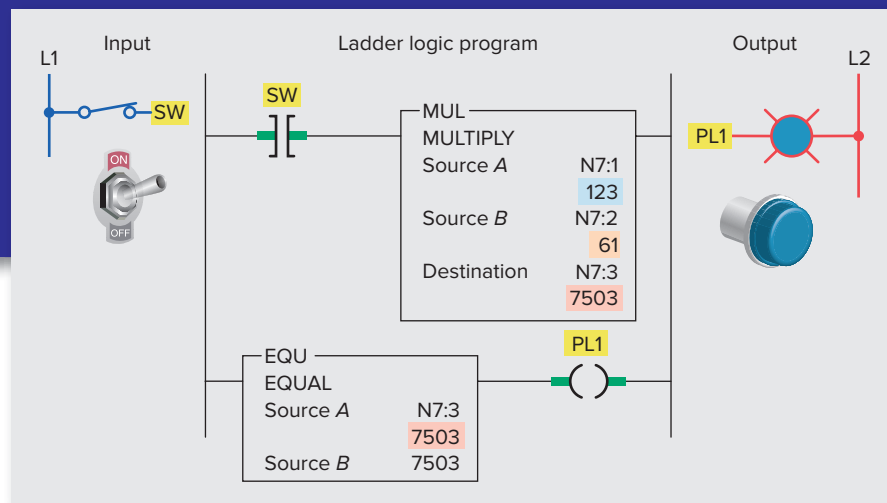 Input
Ladder logic program
Output
L1
L2
SW
SW
ON
OFF
MUL
MULTIPLY
Source A N7:1
123
Source B N7:2
61
Destination N7:3
7503
PL1
PL1
EQU
EQUAL
Source A N7:3
7503
Source B 7503